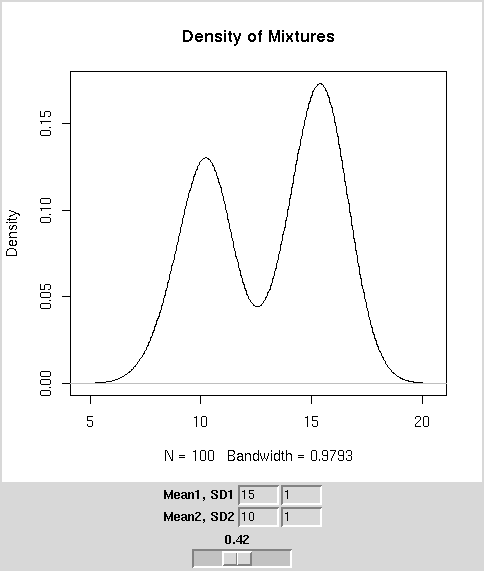 Density of Mixtures
Density
0.15
0.10
0.05
0.00
5 10 15 20
N = 100 Bandwidth = 0.9793
Mean1, SD1 15 1
Mean2, SD2 10 1
0.42